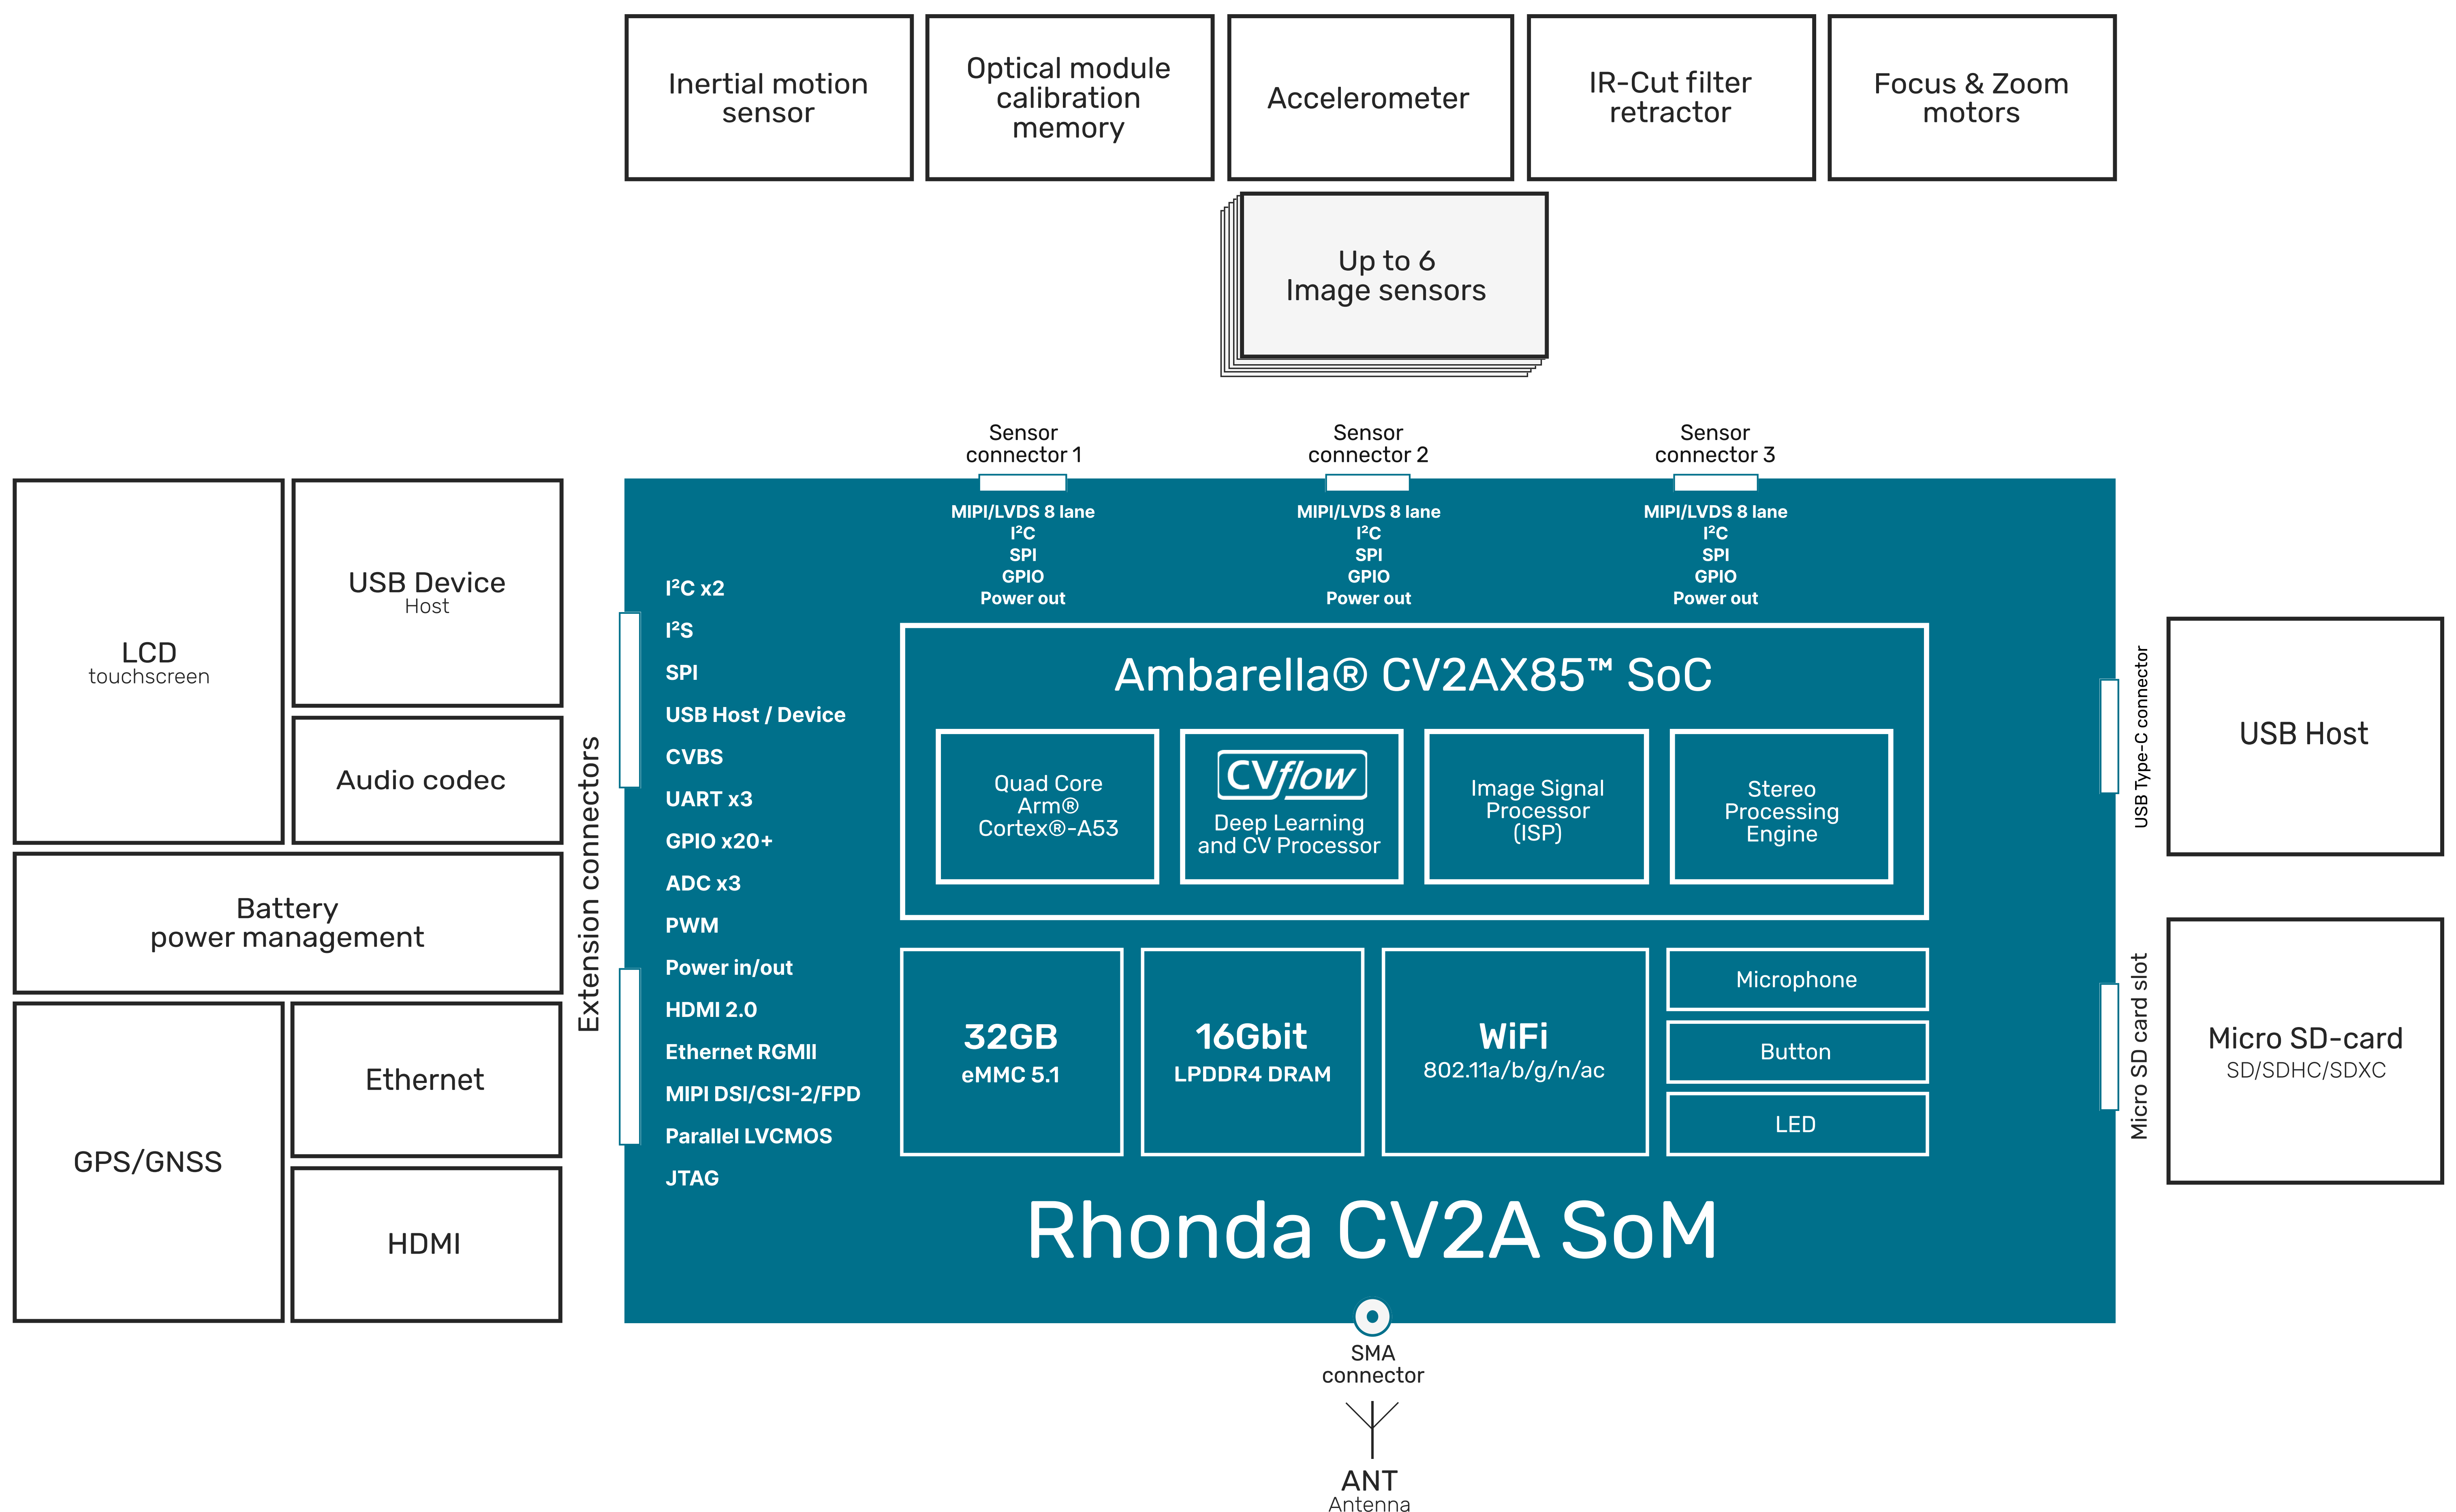 Inertial motion
sensor
Optical module
calibration
memory
Accelerometer
IR-Cut filter
retractor
Focus & Zoom
motors
Up to 6
Image sensors
Sensor
connector 1
Sensor
connector 2
Sensor
connector 3
MIPI/LVDS 8 lane
I²C
SPI
GPIO
Power out
MIPI/LVDS 8 lane
I²C
SPI
GPIO
Power out
MIPI/LVDS 8 lane
I²C
SPI
GPIO
Power out
LCD
touchscreen
USB Device
Host
Audio codec
Battery
power management
GPS/GNSS
Ethernet
HDMI
Extension connectors
I²C x2
I²S
SPI
USB Host / Device
CVBS
UART x3
GPIO x20+
ADC x3
PWM
Power in/out
HDMI 2.0
Ethernet RGMII
MIPI DSI/CSI-2/FPD
Parallel LVCMOS
JTAG
Ambarella® CV2AX85™ SoC
Quad Core
Arm®
Cortex®-A53
CVflow
Deep Learning
and CV Processor
Image Signal
Processor
(ISP)
Stereo
Processing
Engine
32GB
eMMC 5.1
16Gbit
LPDDR4 DRAM
WiFi
802.11a/b/g/n/ac
Microphone
Button
LED
Rhonda CV2A SoM
USB Type-C connector
USB Host
Micro SD card slot
Micro SD-card
SD/SDHC/SDXC
SMA
connector
ANT
Antenna